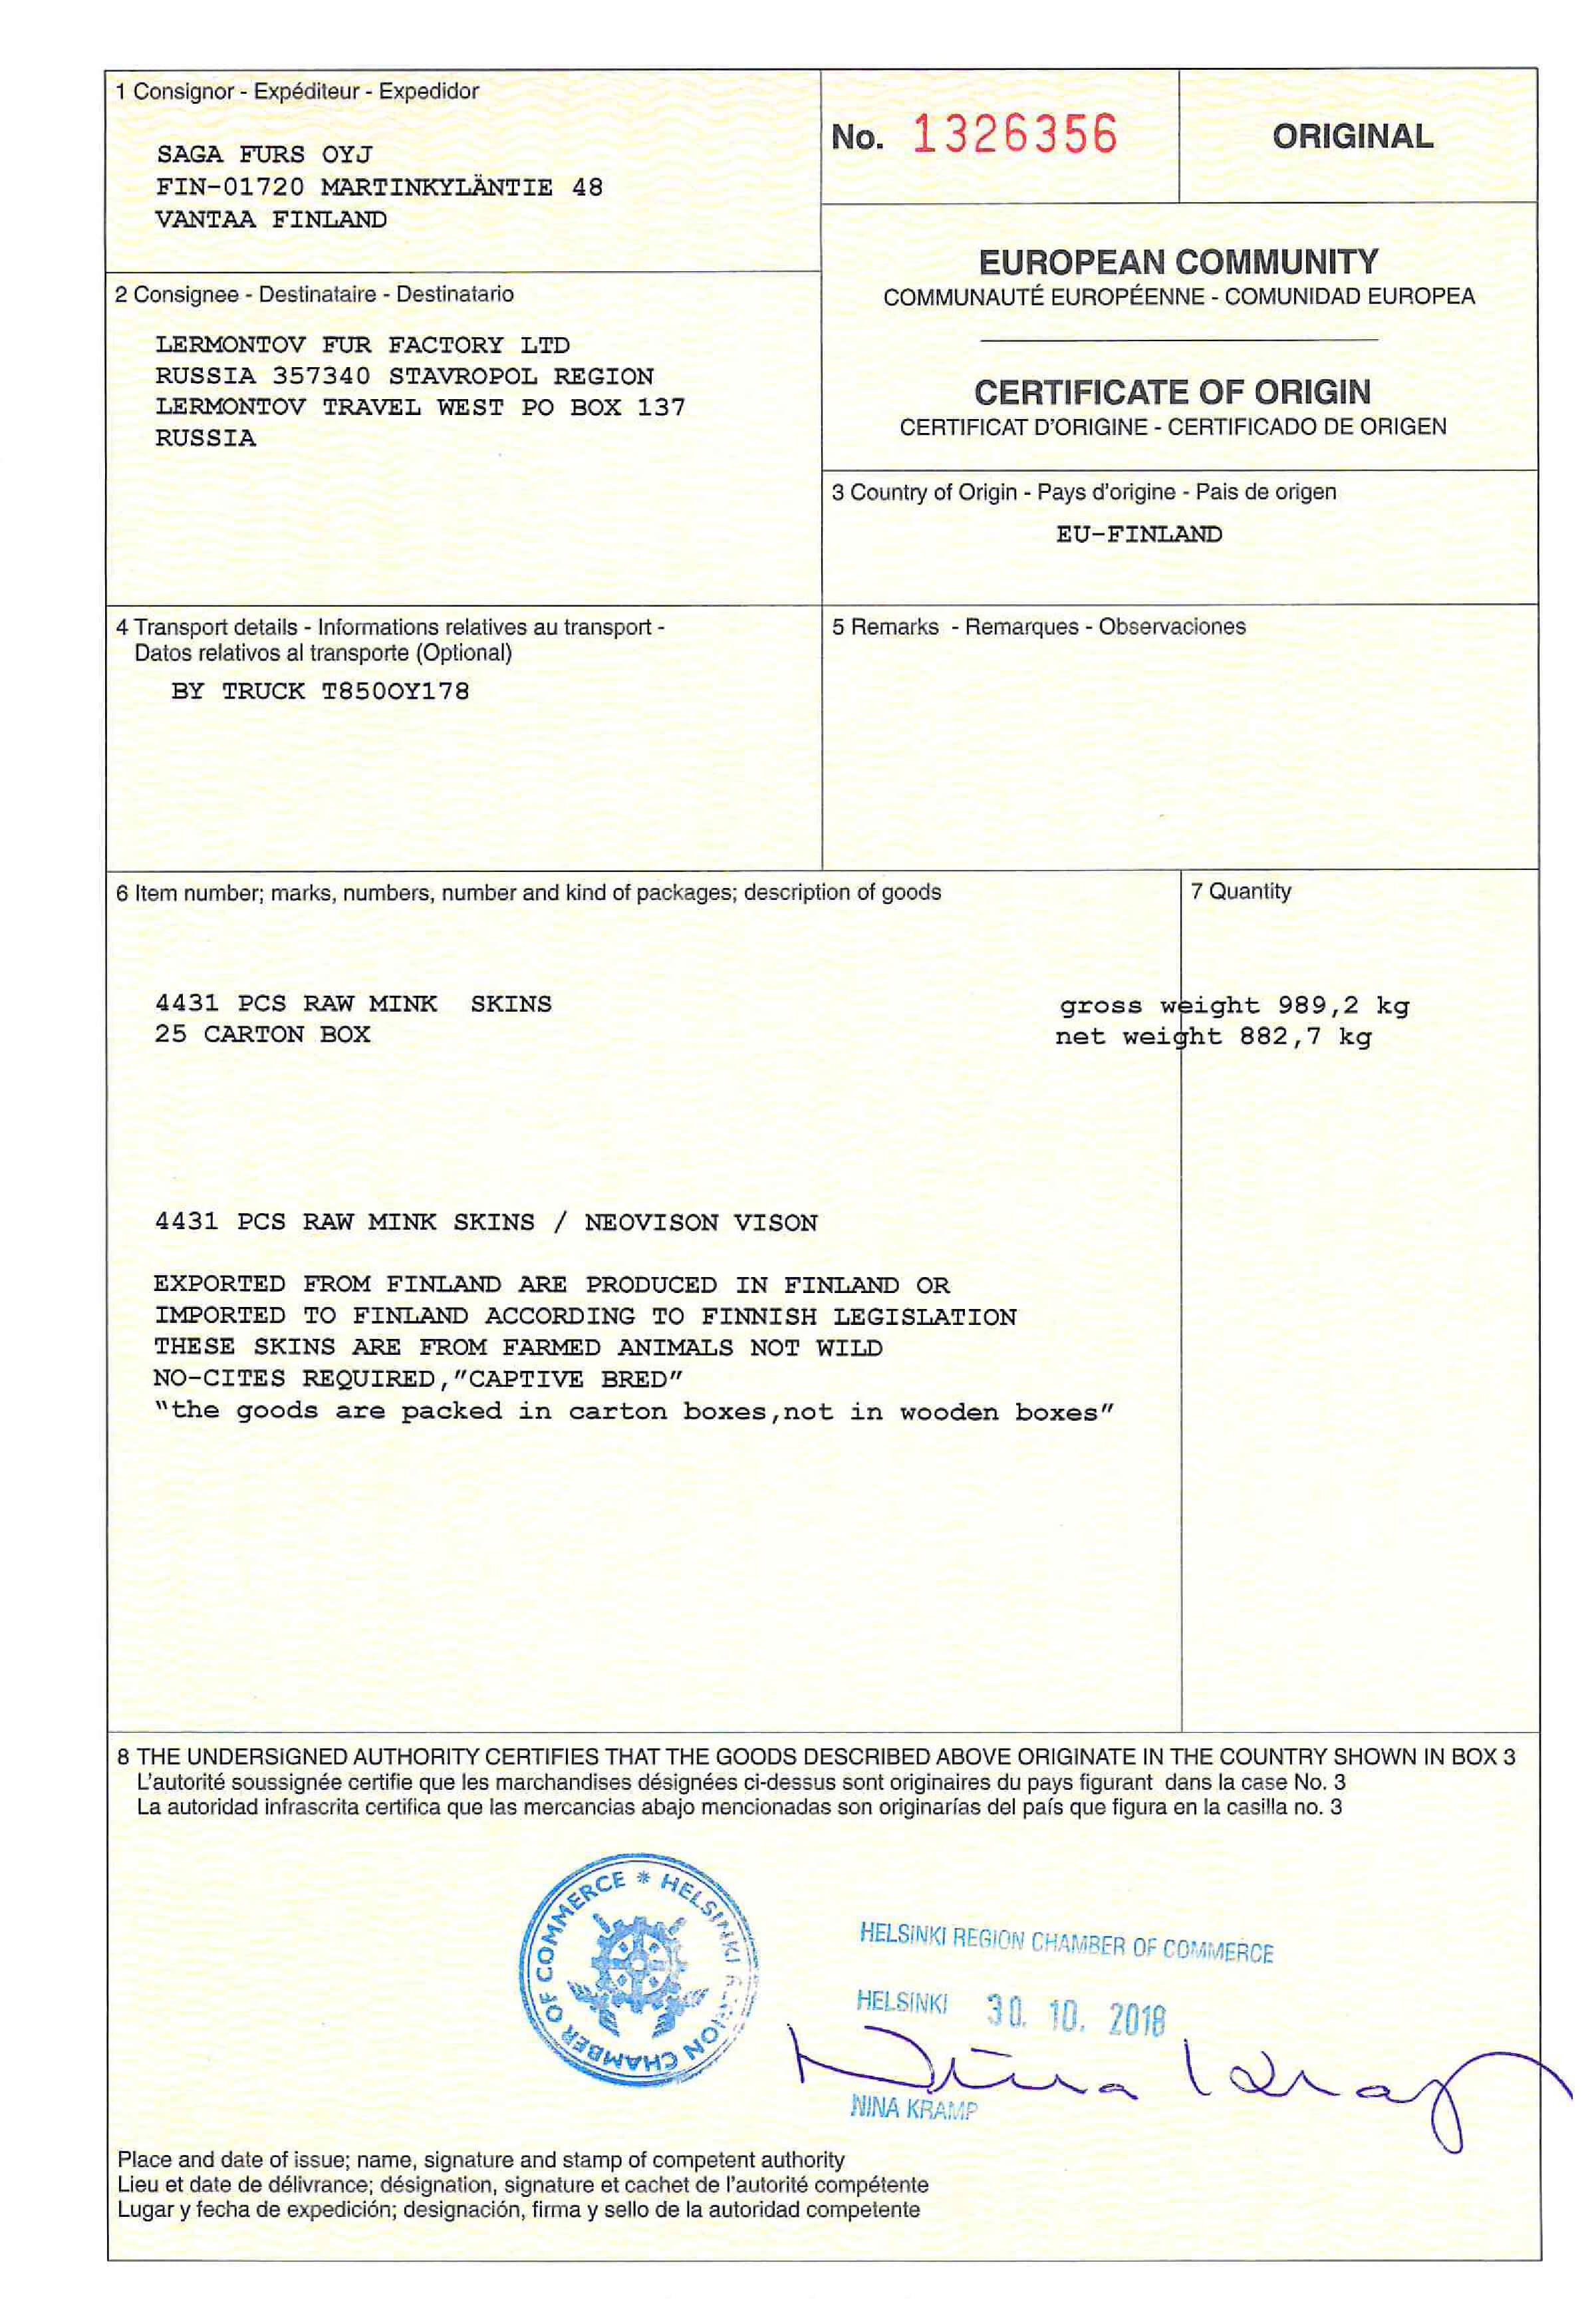 1 Consignor - Expéditeur - Expedidor
SAGA FURS OYJ
FIN-01720 MARTINKYLÄNTIE 48
VANTAA FINLAND
No. 1326356
ORIGINAL
EUROPEAN COMMUNITY
COMMUNAUTÉ EUROPÉENNE - COMUNIDAD EUROPEA
CERTIFICATE OF ORIGIN
CERTIFICAT D'ORIGINE - CERTIFICADO DE ORIGEN
2 Consignee - Destinataire - Destinatario
LERMONTOV FUR FACTORY LTD
RUSSIA 357340 STAVROPOL REGION
LERMONTOV TRAVEL WEST PO BOX 137
RUSSIA
3 Country of Origin - Pays d'origine - Pais de origen
EU-FINLAND
4 Transport details - Informations relatives au transport -
Datos relativos al transporte (Optional)
BY TRUCK T850OY178
5 Remarks - Remarques - Observaciones
6 Item number; marks, numbers, number and kind of packages; description of goods
7 Quantity
4431 PCS RAW MINK SKINS
25 CARTON BOX
gross weight 989,2 kg
net weight 882,7 kg
4431 PCS RAW MINK SKINS / NEOVISON VISON
EXPORTED FROM FINLAND ARE PRODUCED IN FINLAND OR
IMPORTED TO FINLAND ACCORDING TO FINNISH LEGISLATION
THESE SKINS ARE FROM FARMED ANIMALS NOT WILD
NO-CITES REQUIRED,"CAPTIVE BRED"
"the goods are packed in carton boxes,not in wooden boxes"
8 THE UNDERSIGNED AUTHORITY CERTIFIES THAT THE GOODS DESCRIBED ABOVE ORIGINATE IN THE COUNTRY SHOWN IN BOX 3
L'autorité soussignée certifie que les marchandises désignées ci-dessus sont originaires du pays figurant dans la case No. 3
La autoridad infrascrita certifica que las mercancias abajo mencionadas son originarías del país que figura en la casilla no. 3
HELSINKI REGION CHAMBER OF COMMERCE *
HELSINKI REGION CHAMBER OF COMMERCE
HELSINKI 30. 10. 2018
Nina Kramp
NINA KRAMP
Place and date of issue; name, signature and stamp of competent authority
Lieu et date de délivrance; désignation, signature et cachet de l'autorité compétente
Lugar y fecha de expedición; designación, firma y sello de la autoridad competente